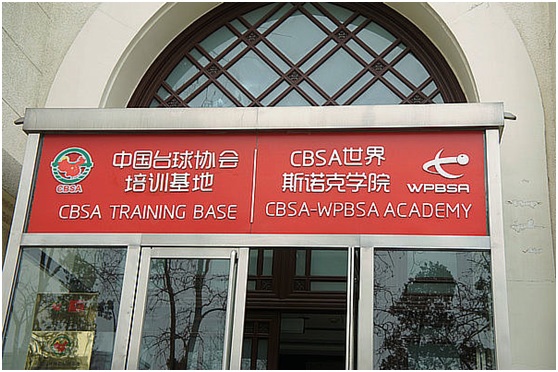 中国台球协会
培训基地
CBSA TRAINING BASE
CBSA
CBSA世界
斯诺克学院
CBSA-WPBSA ACADEMY
WPBSA